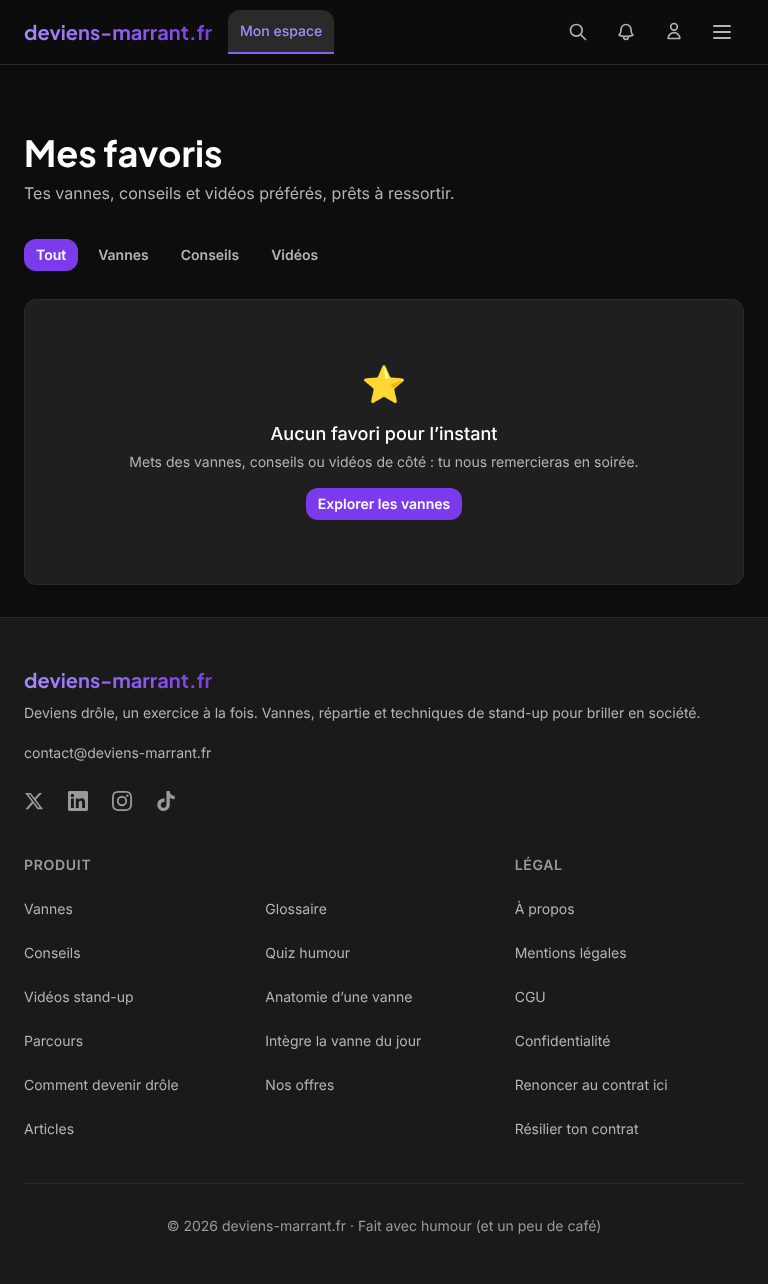 deviens-marrant.fr
Mon espace
Mes favoris
Tes vannes, conseils et vidéos préférés, prêts à ressortir.
Tout
Vannes
Conseils
Vidéos
Aucun favori pour l’instant
Mets des vannes, conseils ou vidéos de côté : tu nous remercieras en soirée.
Explorer les vannes
deviens-marrant.fr
Deviens drôle, un exercice à la fois. Vannes, répartie et techniques de stand-up pour briller en société.
contact@deviens-marrant.fr
PRODUIT
Vannes
Conseils
Vidéos stand-up
Parcours
Comment devenir drôle
Articles
Glossaire
Quiz humour
Anatomie d’une vanne
Intègre la vanne du jour
Nos offres
LÉGAL
À propos
Mentions légales
CGU
Confidentialité
Renoncer au contrat ici
Résilier ton contrat
© 2026 deviens-marrant.fr · Fait avec humour (et un peu de café)